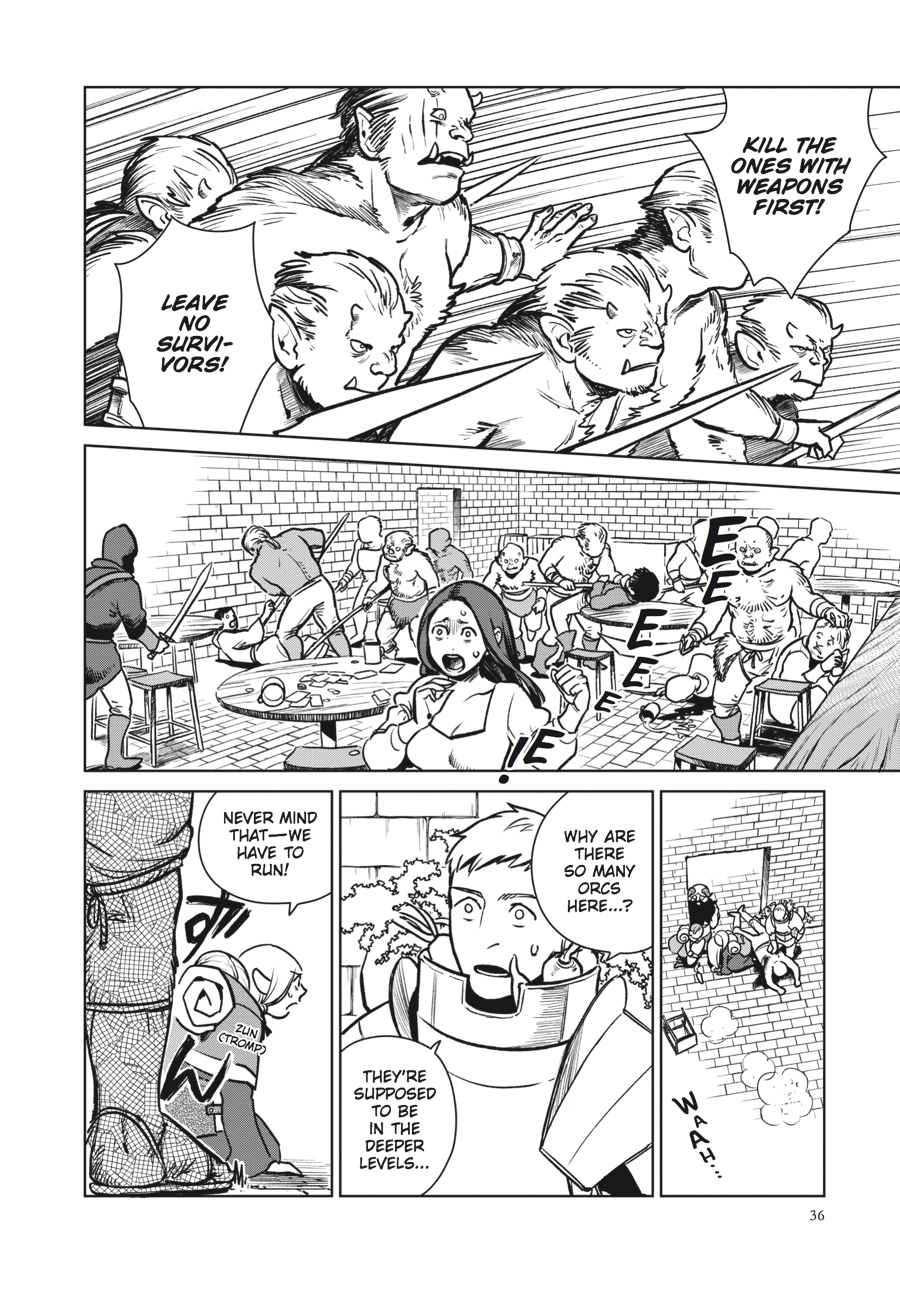 KILL THE
ONES WITH
WEAPONS
FIRST!
LEAVE
NO
SURVI-
VORS!
EEEEEEIE!
WAAH...
WHY ARE
THERE
SO MANY
ORCS
HERE...?
THEY'RE
SUPPOSED
TO BE
IN THE
DEEPER
LEVELS...
NEVER MIND
THAT—WE
HAVE TO
RUN!
ZUN
(TROMP)
36